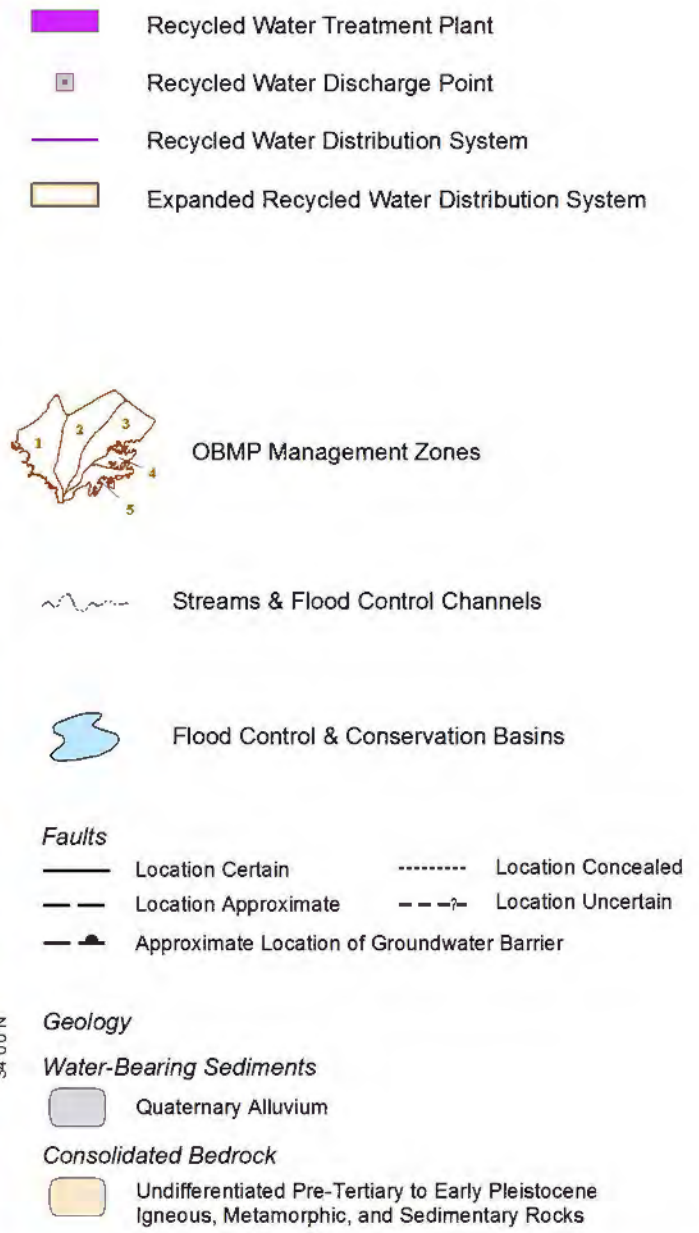 Recycled Water Treatment Plant
Recycled Water Discharge Point
Recycled Water Distribution System
Expanded Recycled Water Distribution System
1
2
3
4
5
OBMP Management Zones
Streams & Flood Control Channels
Flood Control & Conservation Basins
Faults
Location Certain
Location Concealed
Location Approximate
?
Location Uncertain
Approximate Location of Groundwater Barrier
Geology
Water-Bearing Sediments
Quaternary Alluvium
Consolidated Bedrock
Undifferentiated Pre-Tertiary to Early Pleistocene
Igneous, Metamorphic, and Sedimentary Rocks